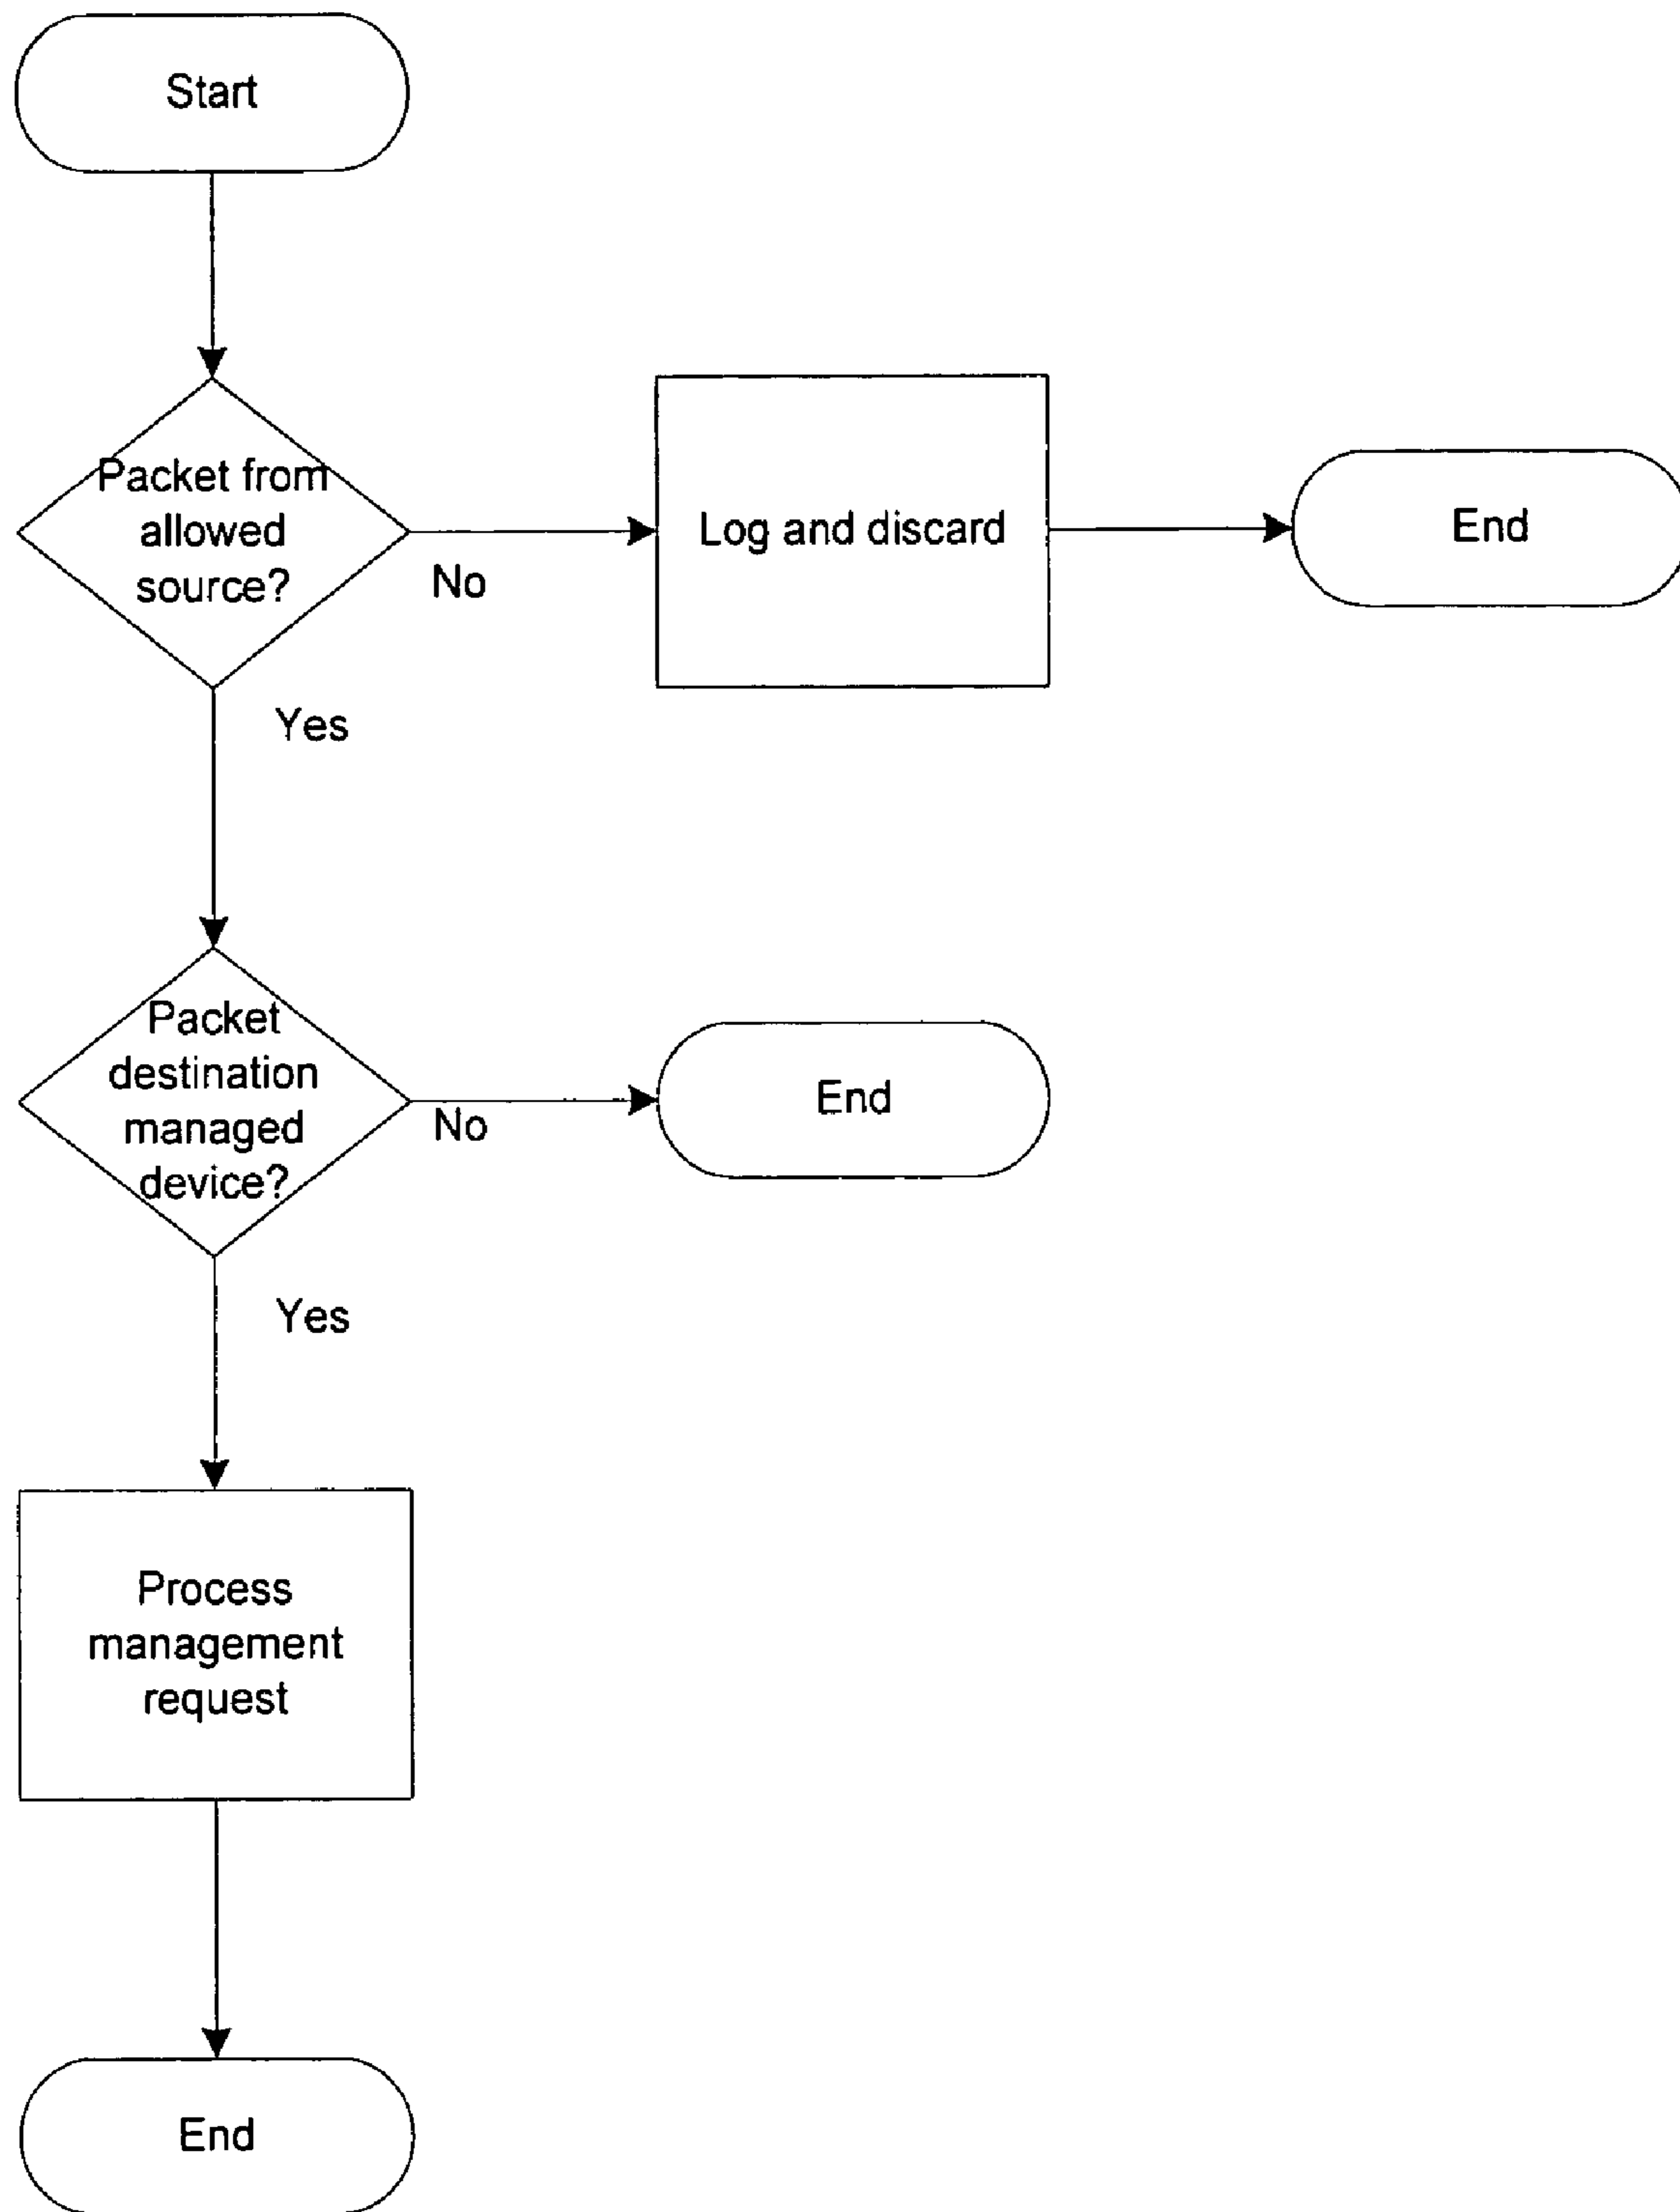 Start
Packet from
allowed
source?
No
Log and discard
End
Yes
Packet
destination
managed
device?
No
End
Yes
Process
management
request
End